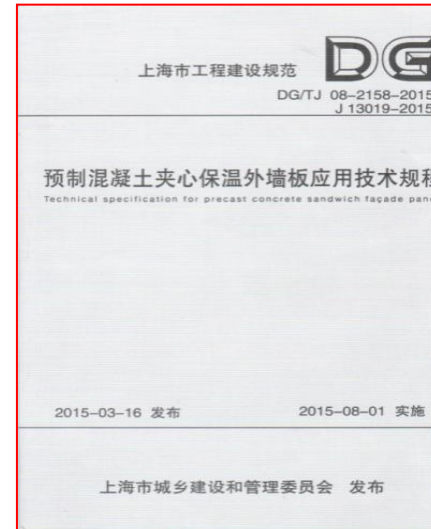 上海市工程建设规范
DG
DG/TJ 08-2158-2015
J 13019-2015
预制混凝土夹心保温外墙板应用技术规程
Technical specification for precast concrete sandwich façade pane
2015-03-16 发布
2015-08-01 实施
上海市城乡建设和管理委员会 发布